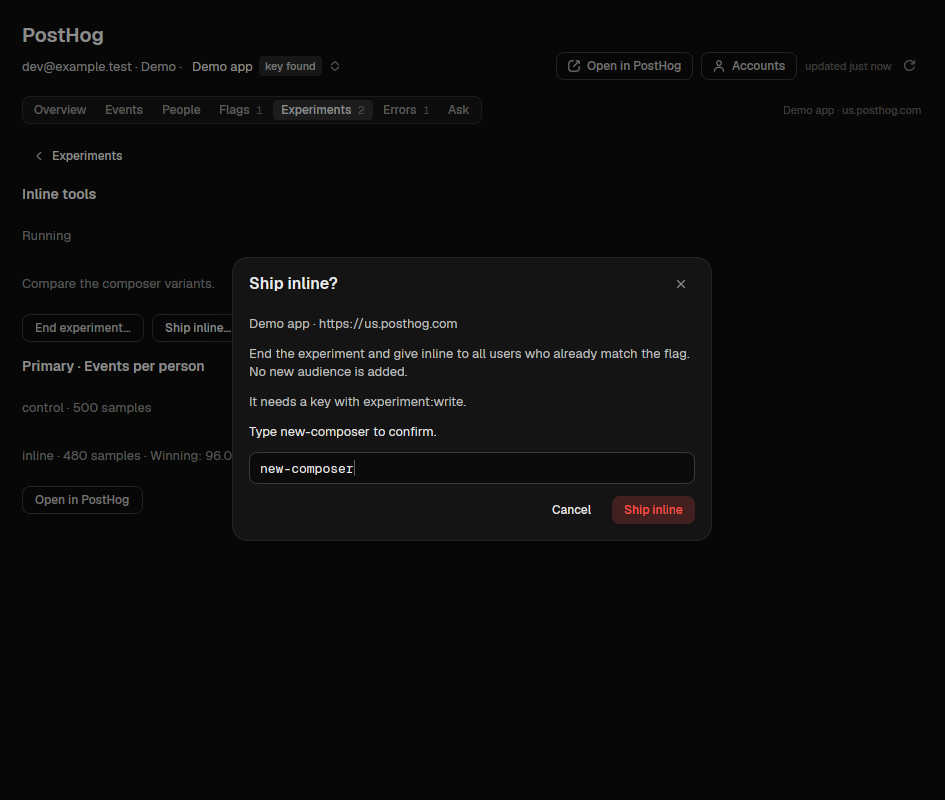 PostHog
dev@example.test · Demo · Demo app key found
Open in PostHog Accounts updated just now
Overview Events People Flags 1 Experiments 2 Errors 1 Ask
Demo app · us.posthog.com
Experiments
Inline tools
Running
Compare the composer variants.
End experiment... Ship inline...
Primary · Events per person
control · 500 samples
inline · 480 samples · Winning: 96.0
Open in PostHog
Ship inline?
Demo app · https://us.posthog.com
End the experiment and give inline to all users who already match the flag.
No new audience is added.
It needs a key with experiment:write.
Type new-composer to confirm.
new-composer
Cancel Ship inline